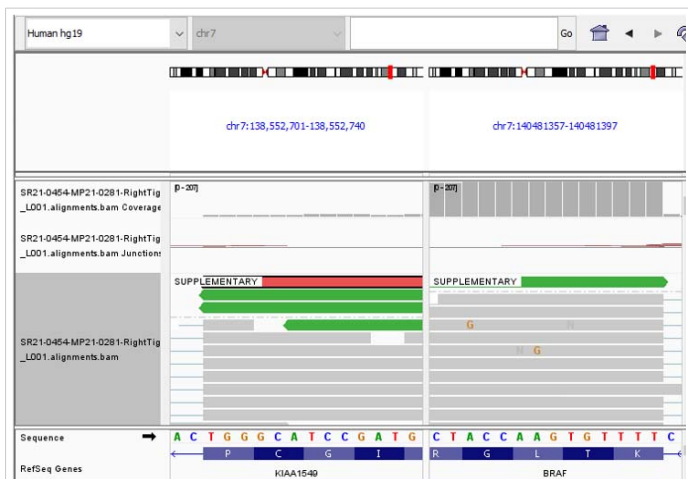 Human hg19 chr7 Go
chr7:138,552,701-138,552,740 chr7:140481357-140481397
SR21-0454-MP21-0281-RightTig [0 - 207] [0 - 207]
_L001.alignments.bam Coverage
SR21-0454-MP21-0281-RightTig
_L001.alignments.bam Junctions
SUPPLEMENTARY SUPPLEMENTARY
G N
SR21-0454-MP21-0281-RightTig
_L001.alignments.bam
N G
Sequence A C T G G G C A T C C G A T G C T A C C A A G T G T T T T C
P C G I R G L T K
RefSeq Genes KIAA1549 BRAF